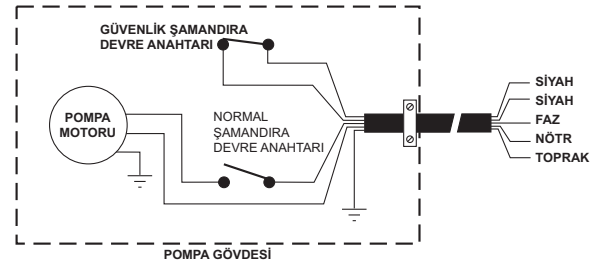 GÜVENLİK ŞAMANDIRA
DEVRE ANAHTARI
POMPA
MOTORU
NORMAL
ŞAMANDIRA
DEVRE ANAHTARI
SİYAH
SİYAH
FAZ
NÖTR
TOPRAK
POMPA GÖVDESİ